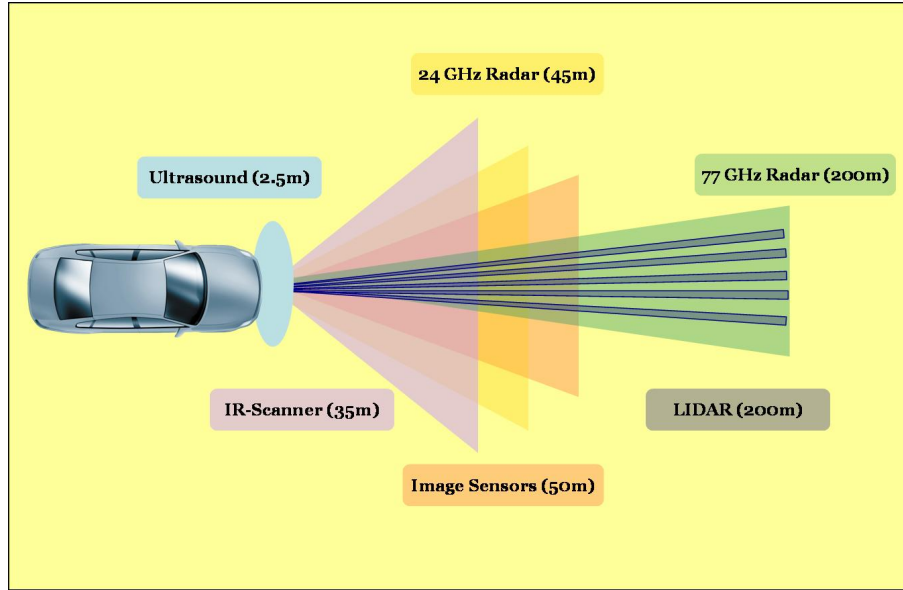 24 GHz Radar (45m)
Ultrasound (2.5m)
77 GHz Radar (200m)
IR-Scanner (35m)
LIDAR (200m)
Image Sensors (50m)